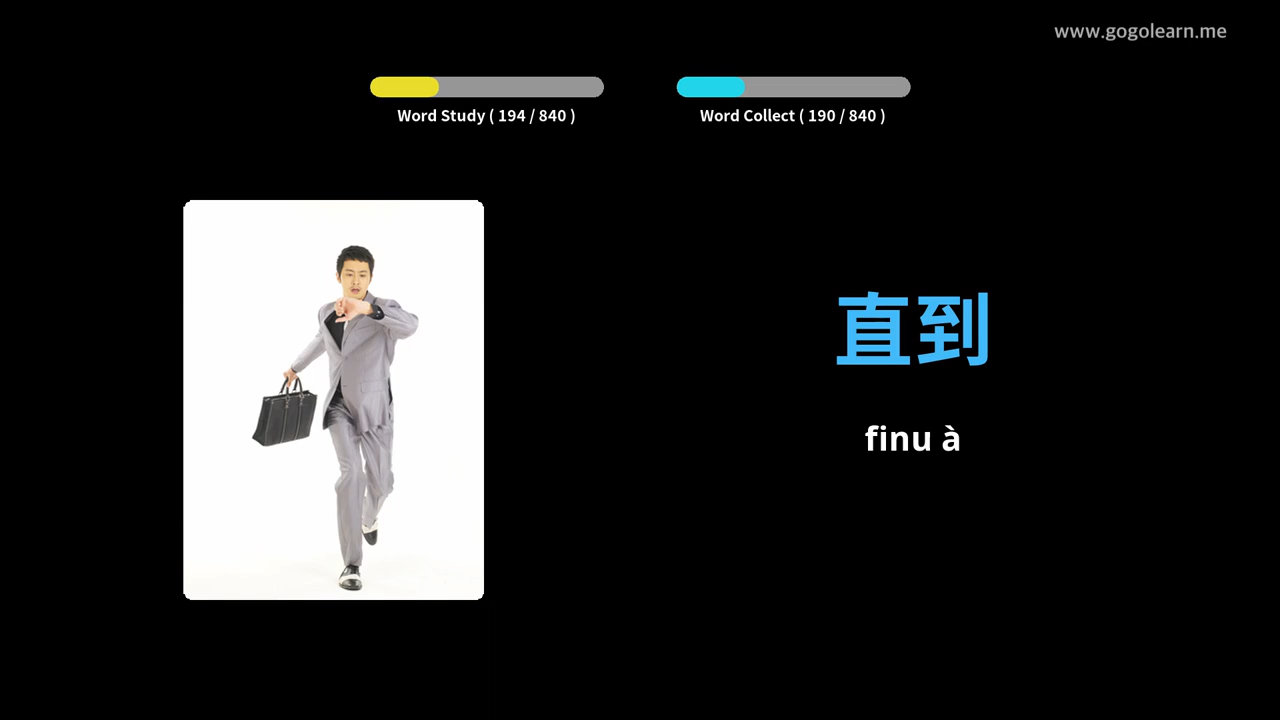 www.gogolearn.me
Word Study ( 194 / 840 )
Word Collect ( 190 / 840 )
直到
finu à